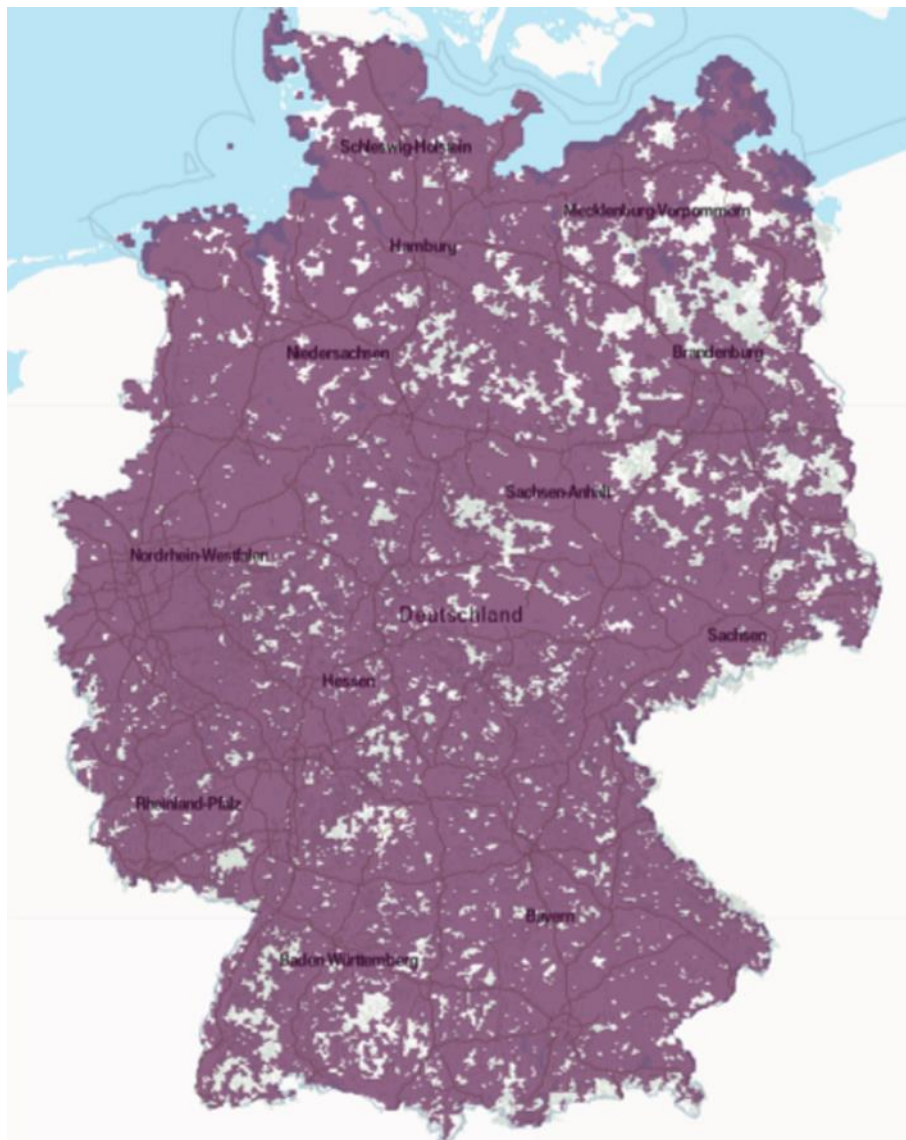 Schleswig-Holstein
Mecklenburg-Vorpommern
Hamburg
Niedersachsen
Brandenburg
Sachsen-Anhalt
Nordrhein-Westfalen
Deutschland
Sachsen
Hessen
Rheinland-Pfalz
Bayern
Baden-Württemberg